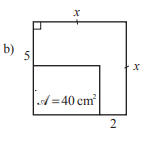 x
b) 5
x
𝒜 = 40 cm²
2